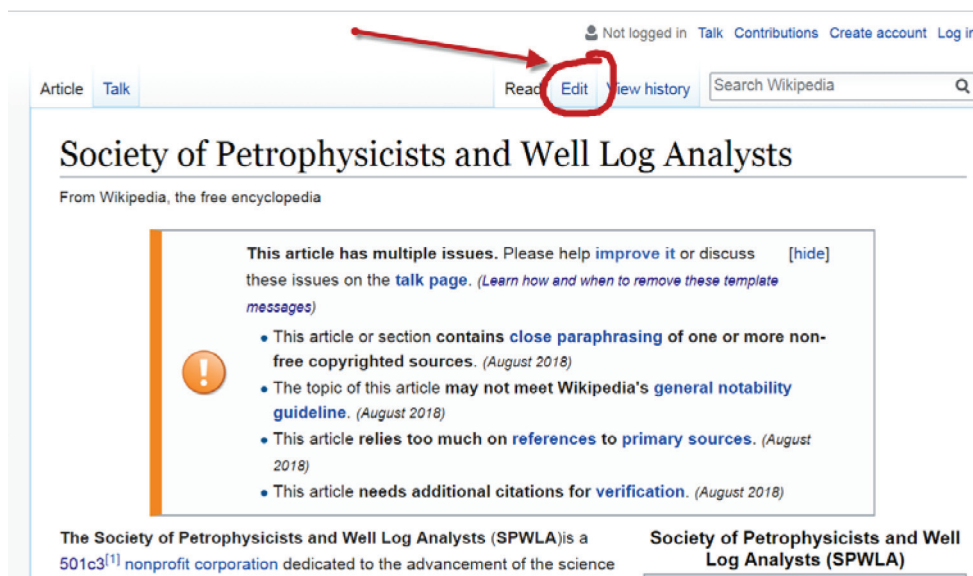 Not logged in Talk Contributions Create account Log in
Article Talk Read Edit View history Search Wikipedia
Society of Petrophysicists and Well Log Analysts
From Wikipedia, the free encyclopedia
This article has multiple issues. Please help improve it or discuss [hide]
these issues on the talk page. (Learn how and when to remove these template
messages)
• This article or section contains close paraphrasing of one or more non-
free copyrighted sources. (August 2018)
• The topic of this article may not meet Wikipedia's general notability
guideline. (August 2018)
• This article relies too much on references to primary sources. (August
2018)
• This article needs additional citations for verification. (August 2018)
The Society of Petrophysicists and Well Log Analysts (SPWLA)is a
501c3[1] nonprofit corporation dedicated to the advancement of the science
Society of Petrophysicists and Well
Log Analysts (SPWLA)